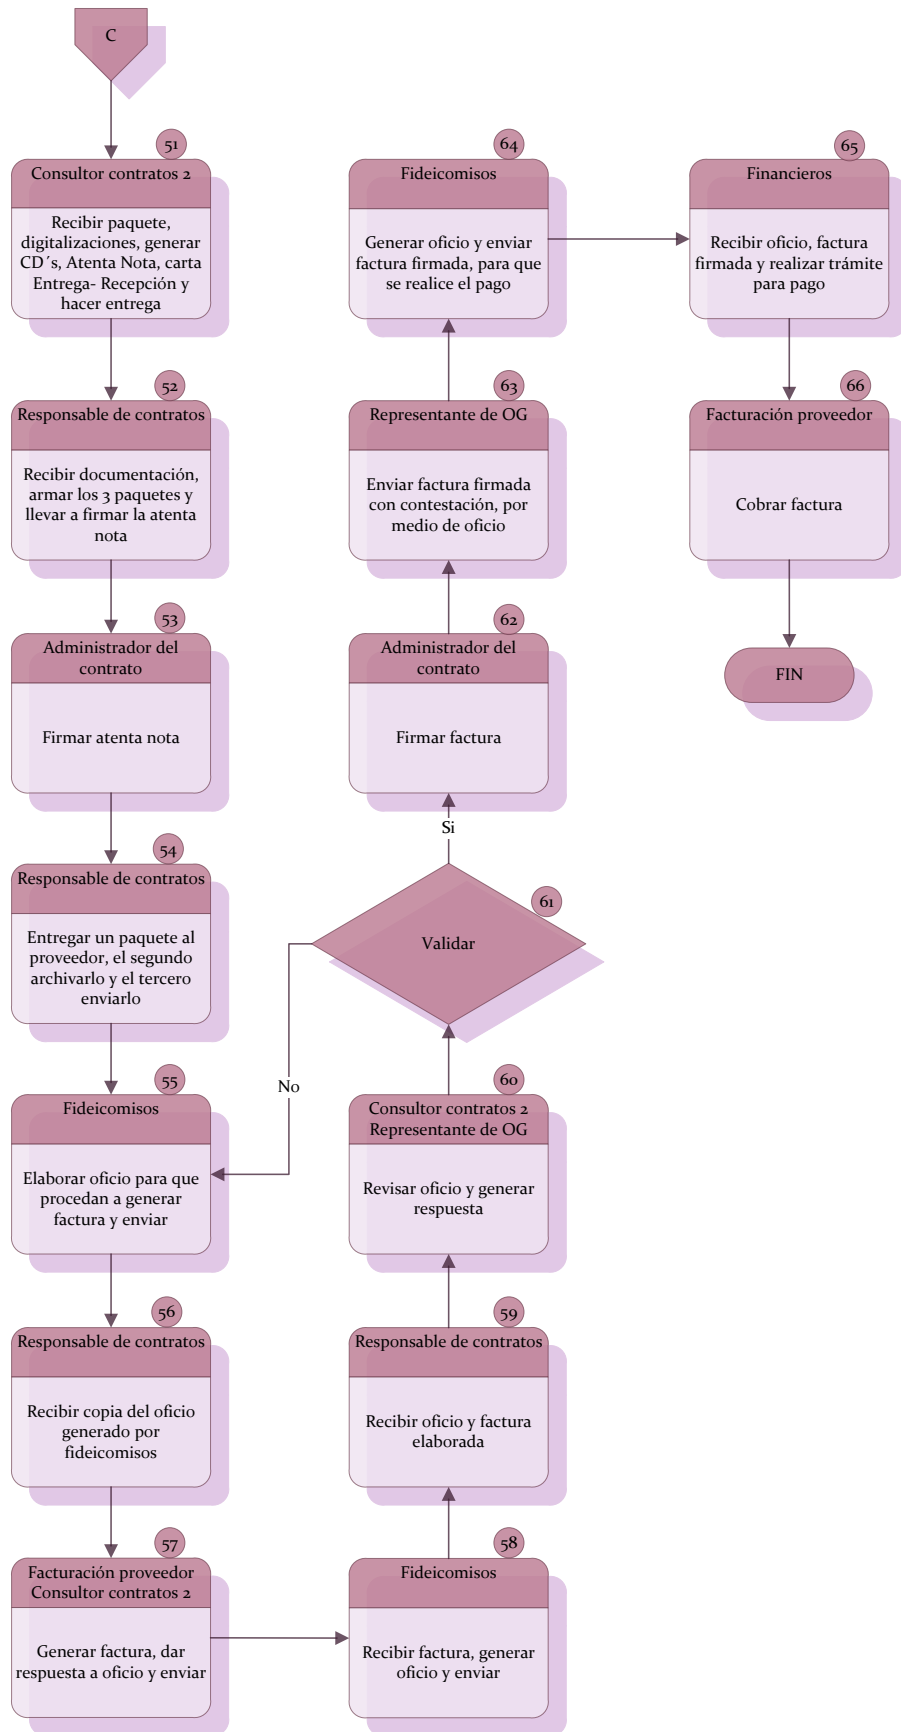 C
51
Consultor contratos 2
Recibir paquete,
digitalizaciones, generar
CD´s, Atenta Nota, carta
Entrega- Recepción y
hacer entrega
52
Responsable de contratos
Recibir documentación,
armar los 3 paquetes y
llevar a firmar la atenta
nota
53
Administrador del
contrato
Firmar atenta nota
54
Responsable de contratos
Entregar un paquete al
proveedor, el segundo
archivarlo y el tercero
enviarlo
55
Fideicomisos
Elaborar oficio para que
procedan a generar
factura y enviar
56
Responsable de contratos
Recibir copia del oficio
generado por
fideicomisos
57
Facturación proveedor
Consultor contratos 2
Generar factura, dar
respuesta a oficio y enviar
58
Fideicomisos
Recibir factura, generar
oficio y enviar
59
Responsable de contratos
Recibir oficio y factura
elaborada
60
Consultor contratos 2
Representante de OG
Revisar oficio y generar
respuesta
61
Validar
No
Si
62
Administrador del
contrato
Firmar factura
63
Representante de OG
Enviar factura firmada
con contestación, por
medio de oficio
64
Fideicomisos
Generar oficio y enviar
factura firmada, para que
se realice el pago
65
Financieros
Recibir oficio, factura
firmada y realizar trámite
para pago
66
Facturación proveedor
Cobrar factura
FIN